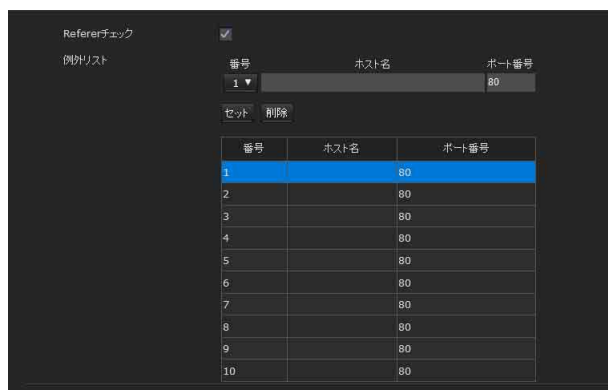 Refererチェック
例外リスト
番号 ホスト名 ポート番号
1 ▼ 80
セット 削除
番号 ホスト名 ポート番号
1 80
2 80
3 80
4 80
5 80
6 80
7 80
8 80
9 80
10 80